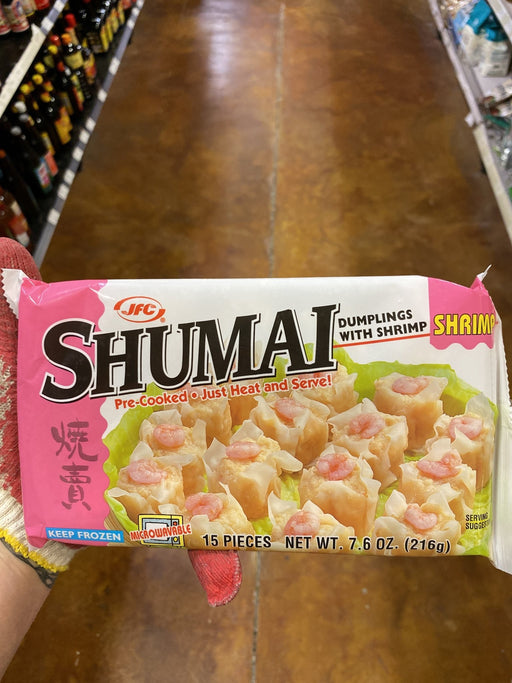 JFC
SHUMAI
DUMPLINGS
WITH SHRIMP
SHRIMP
Pre-Cooked • Just Heat and Serve!
焼
賣
KEEP FROZEN
MICROWAVABLE
15 PIECES NET WT. 7.6 OZ. (216g)
SERVING